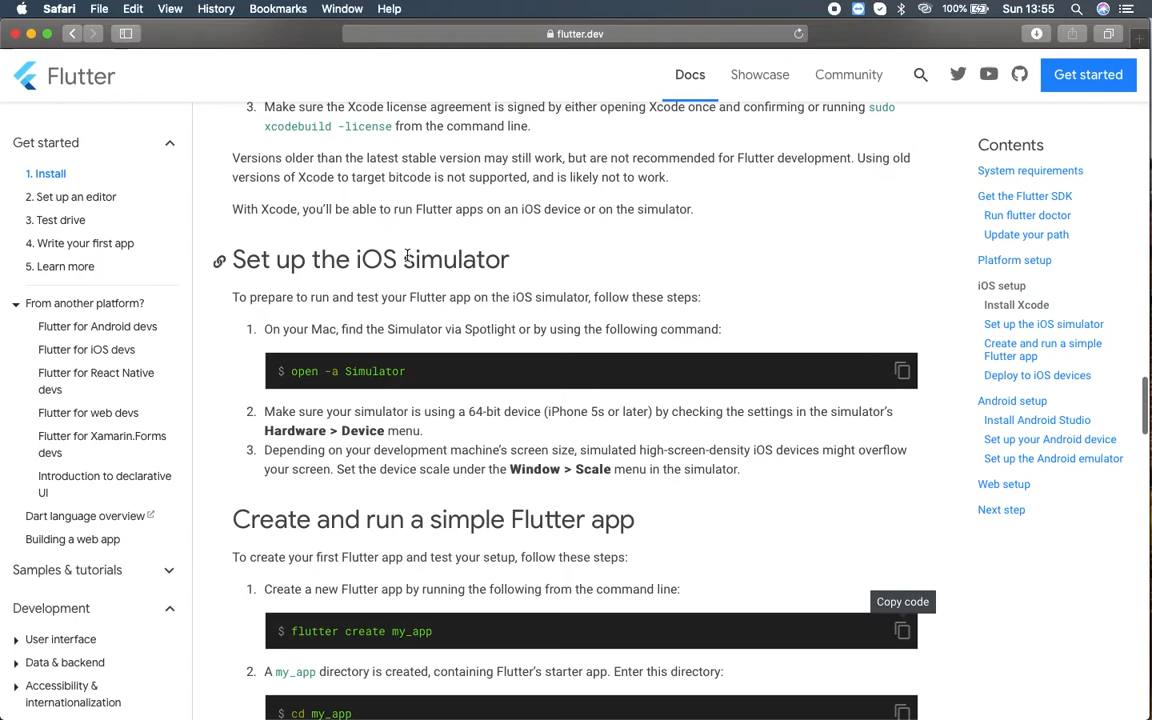 Safari File Edit View History Bookmarks Window Help 100% Sun 13:55
flutter.dev
Flutter Docs Showcase Community Get started
Get started
1. Install
2. Set up an editor
3. Test drive
4. Write your first app
5. Learn more
From another platform?
Flutter for Android devs
Flutter for iOS devs
Flutter for React Native
devs
Flutter for web devs
Flutter for Xamarin.Forms
devs
Introduction to declarative
UI
Dart language overview
Building a web app
Samples & tutorials
Development
User interface
Data & backend
Accessibility &
internationalization
3. Make sure the Xcode license agreement is signed by either opening Xcode once and confirming or running sudo
xcodebuild -license from the command line.
Versions older than the latest stable version may still work, but are not recommended for Flutter development. Using old
versions of Xcode to target bitcode is not supported, and is likely not to work.
With Xcode, you’ll be able to run Flutter apps on an iOS device or on the simulator.
Set up the iOS simulator
To prepare to run and test your Flutter app on the iOS simulator, follow these steps:
1. On your Mac, find the Simulator via Spotlight or by using the following command:
$ open -a Simulator
2. Make sure your simulator is using a 64-bit device (iPhone 5s or later) by checking the settings in the simulator’s
Hardware > Device menu.
3. Depending on your development machine’s screen size, simulated high-screen-density iOS devices might overflow
your screen. Set the device scale under the Window > Scale menu in the simulator.
Create and run a simple Flutter app
To create your first Flutter app and test your setup, follow these steps:
1. Create a new Flutter app by running the following from the command line:
Copy code
$ flutter create my_app
2. A my_app directory is created, containing Flutter’s starter app. Enter this directory:
$ cd my_app
Contents
System requirements
Get the Flutter SDK
Run flutter doctor
Update your path
Platform setup
iOS setup
Install Xcode
Set up the iOS simulator
Create and run a simple
Flutter app
Deploy to iOS devices
Android setup
Install Android Studio
Set up your Android device
Set up the Android emulator
Web setup
Next step